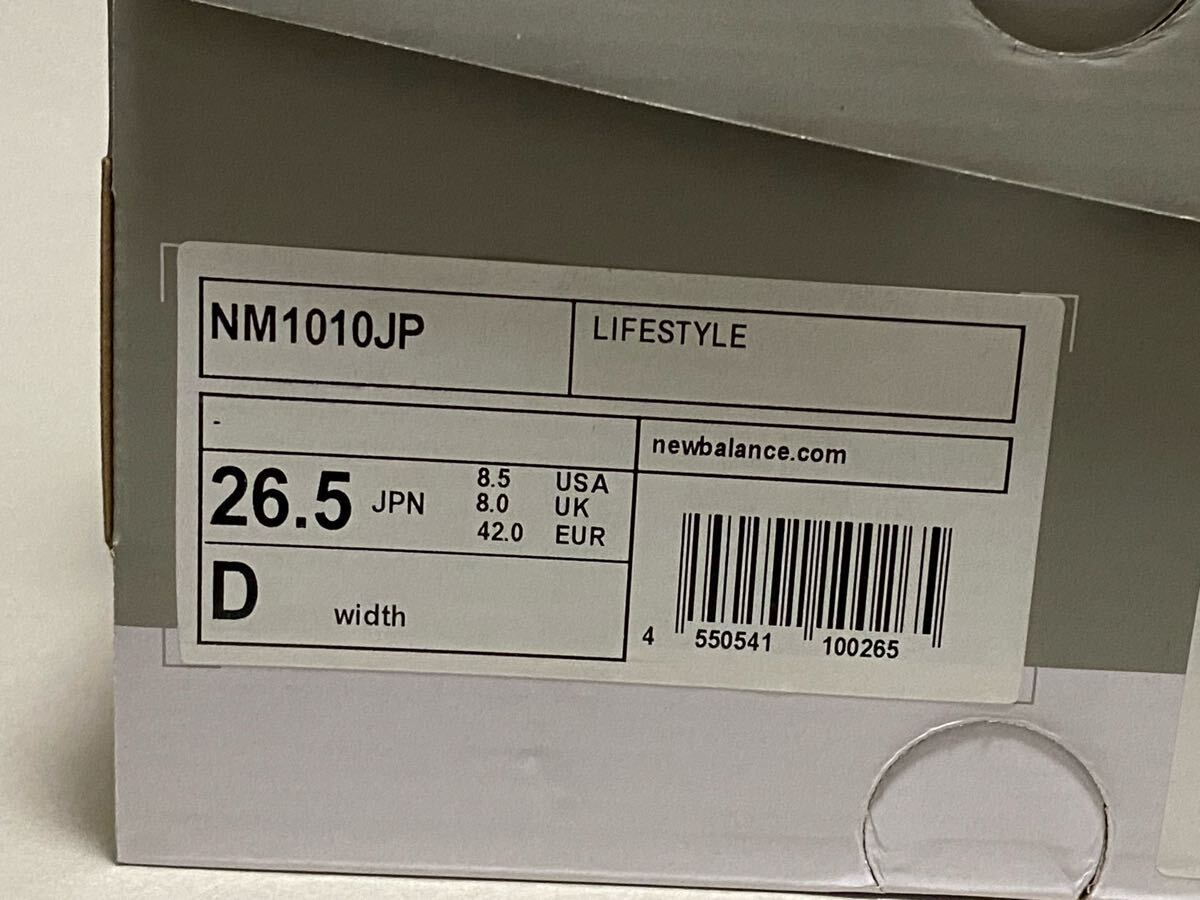 NM1010JP
LIFESTYLE
-
newbalance.com
26.5 JPN
8.5 USA
8.0 UK
42.0 EUR
D width
4 550541 100265